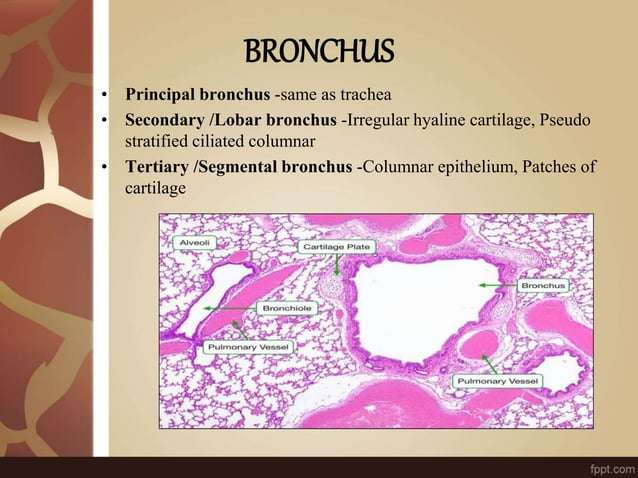 BRONCHUS
• Principal bronchus -same as trachea
• Secondary /Lobar bronchus -Irregular hyaline cartilage, Pseudo
stratified ciliated columnar
• Tertiary /Segmental bronchus -Columnar epithelium, Patches of
cartilage
Alveoli
Cartilage Plate
Bronchus
Bronchiole
Pulmonary Vessel
Pulmonary Vessel
fppt.com